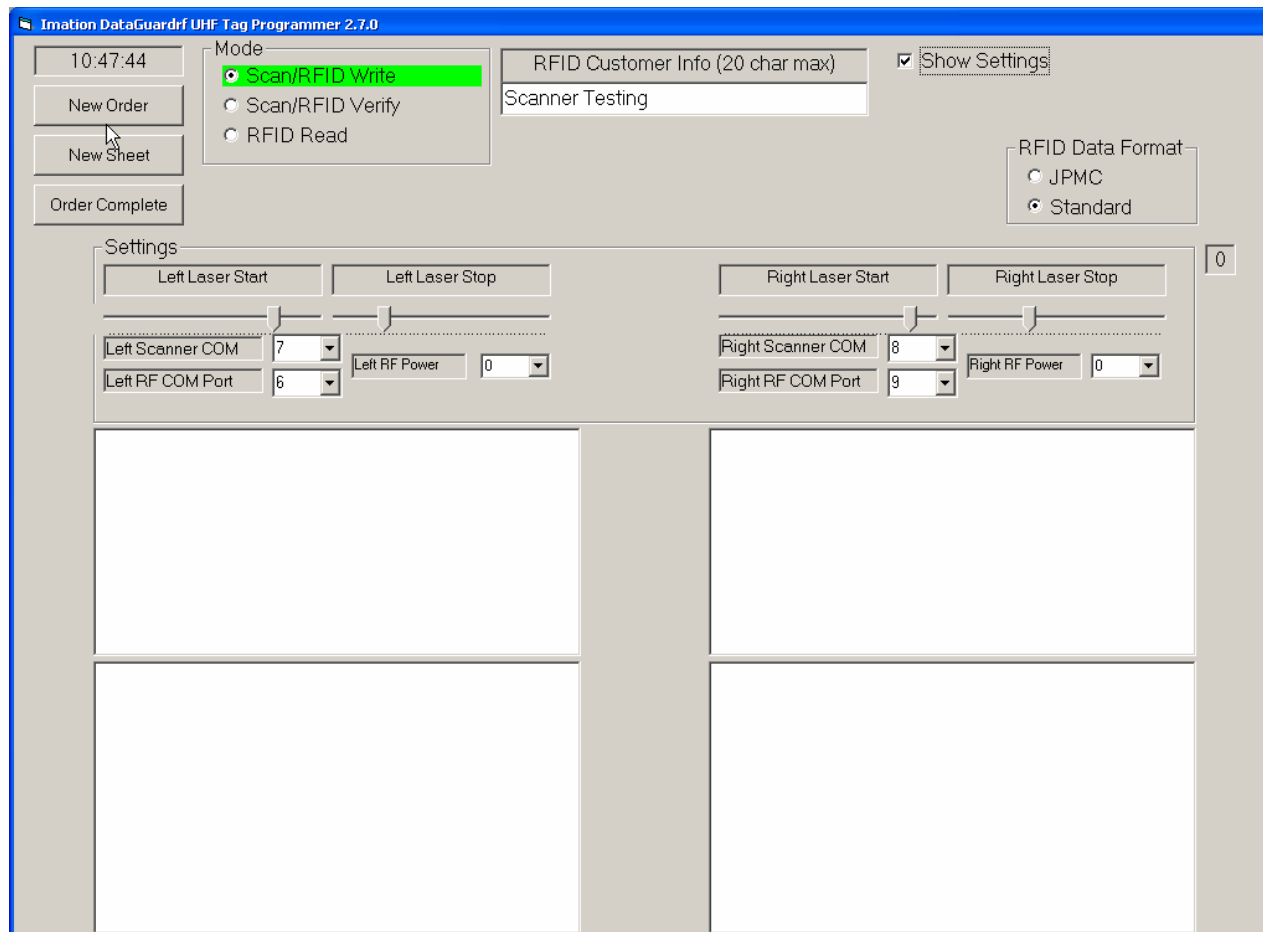 Imation DataGuardrf UHF Tag Programmer 2.7.0
10:47:44
New Order
New Sheet
Order Complete
Mode
Scan/RFID Write
Scan/RFID Verify
RFID Read
RFID Customer Info (20 char max)
Scanner Testing
Show Settings
RFID Data Format
JPMC
Standard
Settings
Left Laser Start
Left Laser Stop
Right Laser Start
Right Laser Stop
0
Left Scanner COM 7
Left RF COM Port 6
Left RF Power 0
Right Scanner COM 8
Right RF COM Port 9
Right RF Power 0